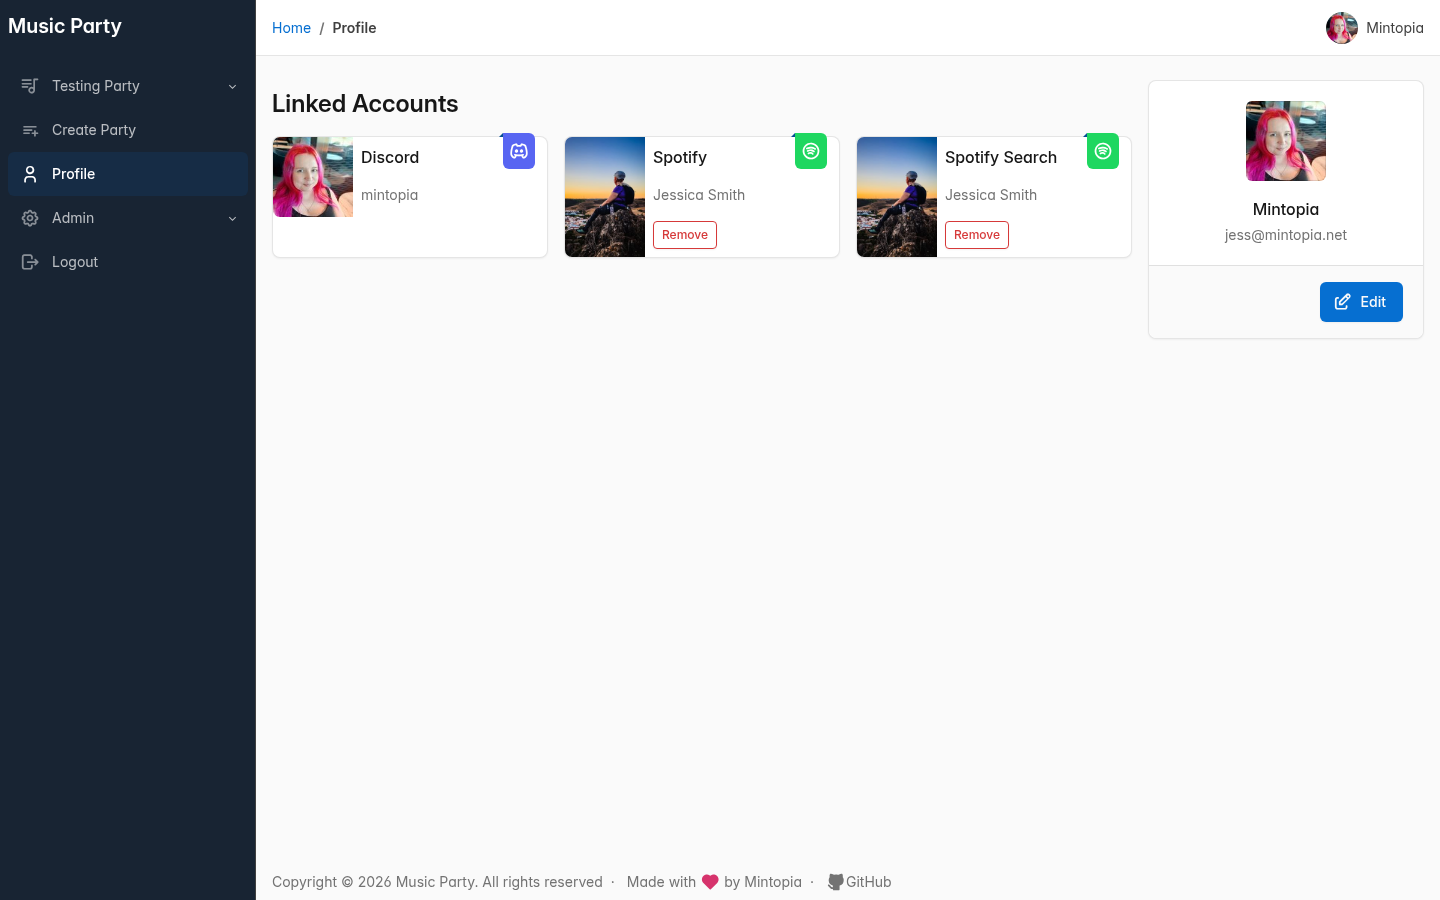 Music Party
Testing Party
Create Party
Profile
Admin
Logout
Home / Profile
Mintopia
Linked Accounts
Discord
mintopia
Spotify
Jessica Smith
Remove
Spotify Search
Jessica Smith
Remove
Mintopia
jess@mintopia.net
Edit
Copyright © 2026 Music Party. All rights reserved · Made with by Mintopia · GitHub